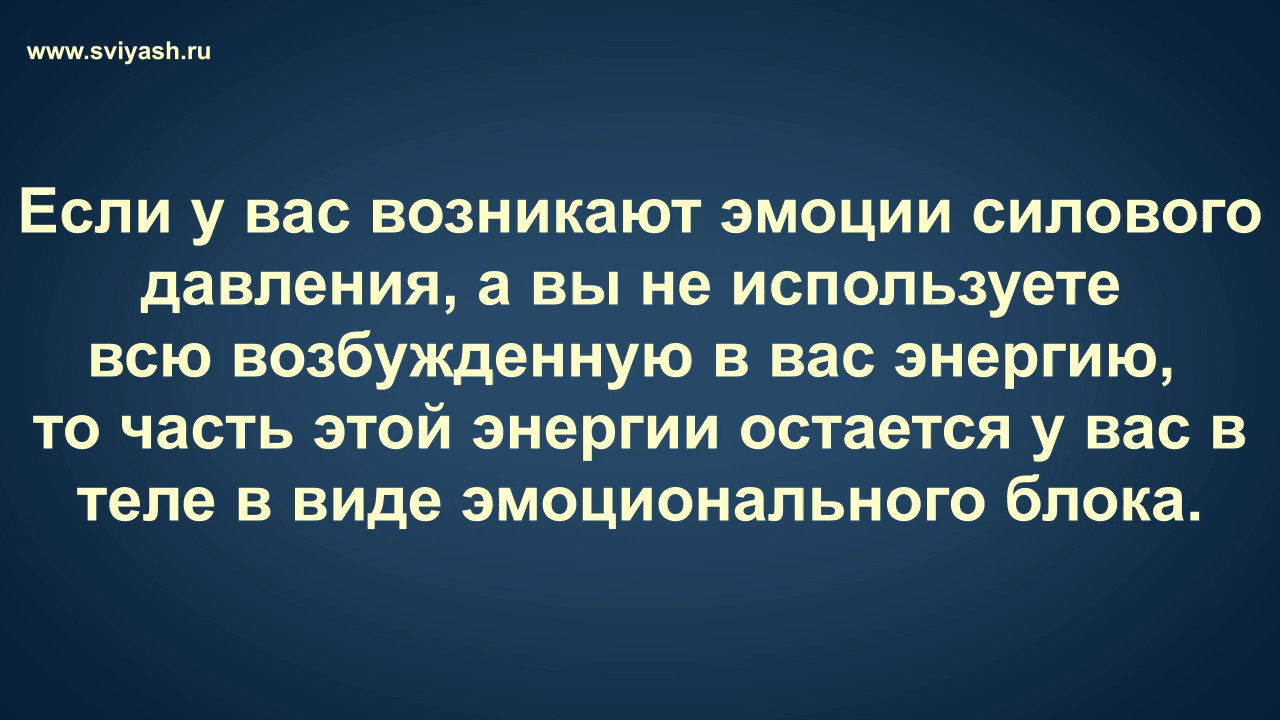 www.sviyash.ru
Если у вас возникают эмоции силового
давления, а вы не используете
всю возбужденную в вас энергию,
то часть этой энергии остается у вас в
теле в виде эмоционального блока.